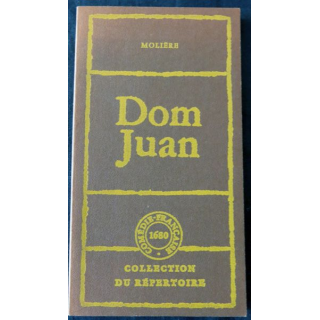 MOLIÈRE
Dom
Juan
COMÉDIE-FRANÇAISE
1680
COLLECTION
DU RÉPERTOIRE